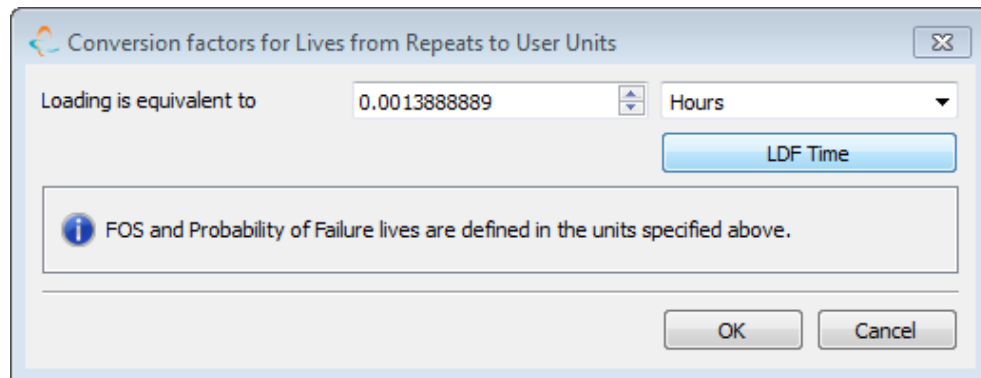 Conversion factors for Lives from Repeats to User Units
Loading is equivalent to 0.0013888889 Hours
LDF Time
FOS and Probability of Failure lives are defined in the units specified above.
OK Cancel